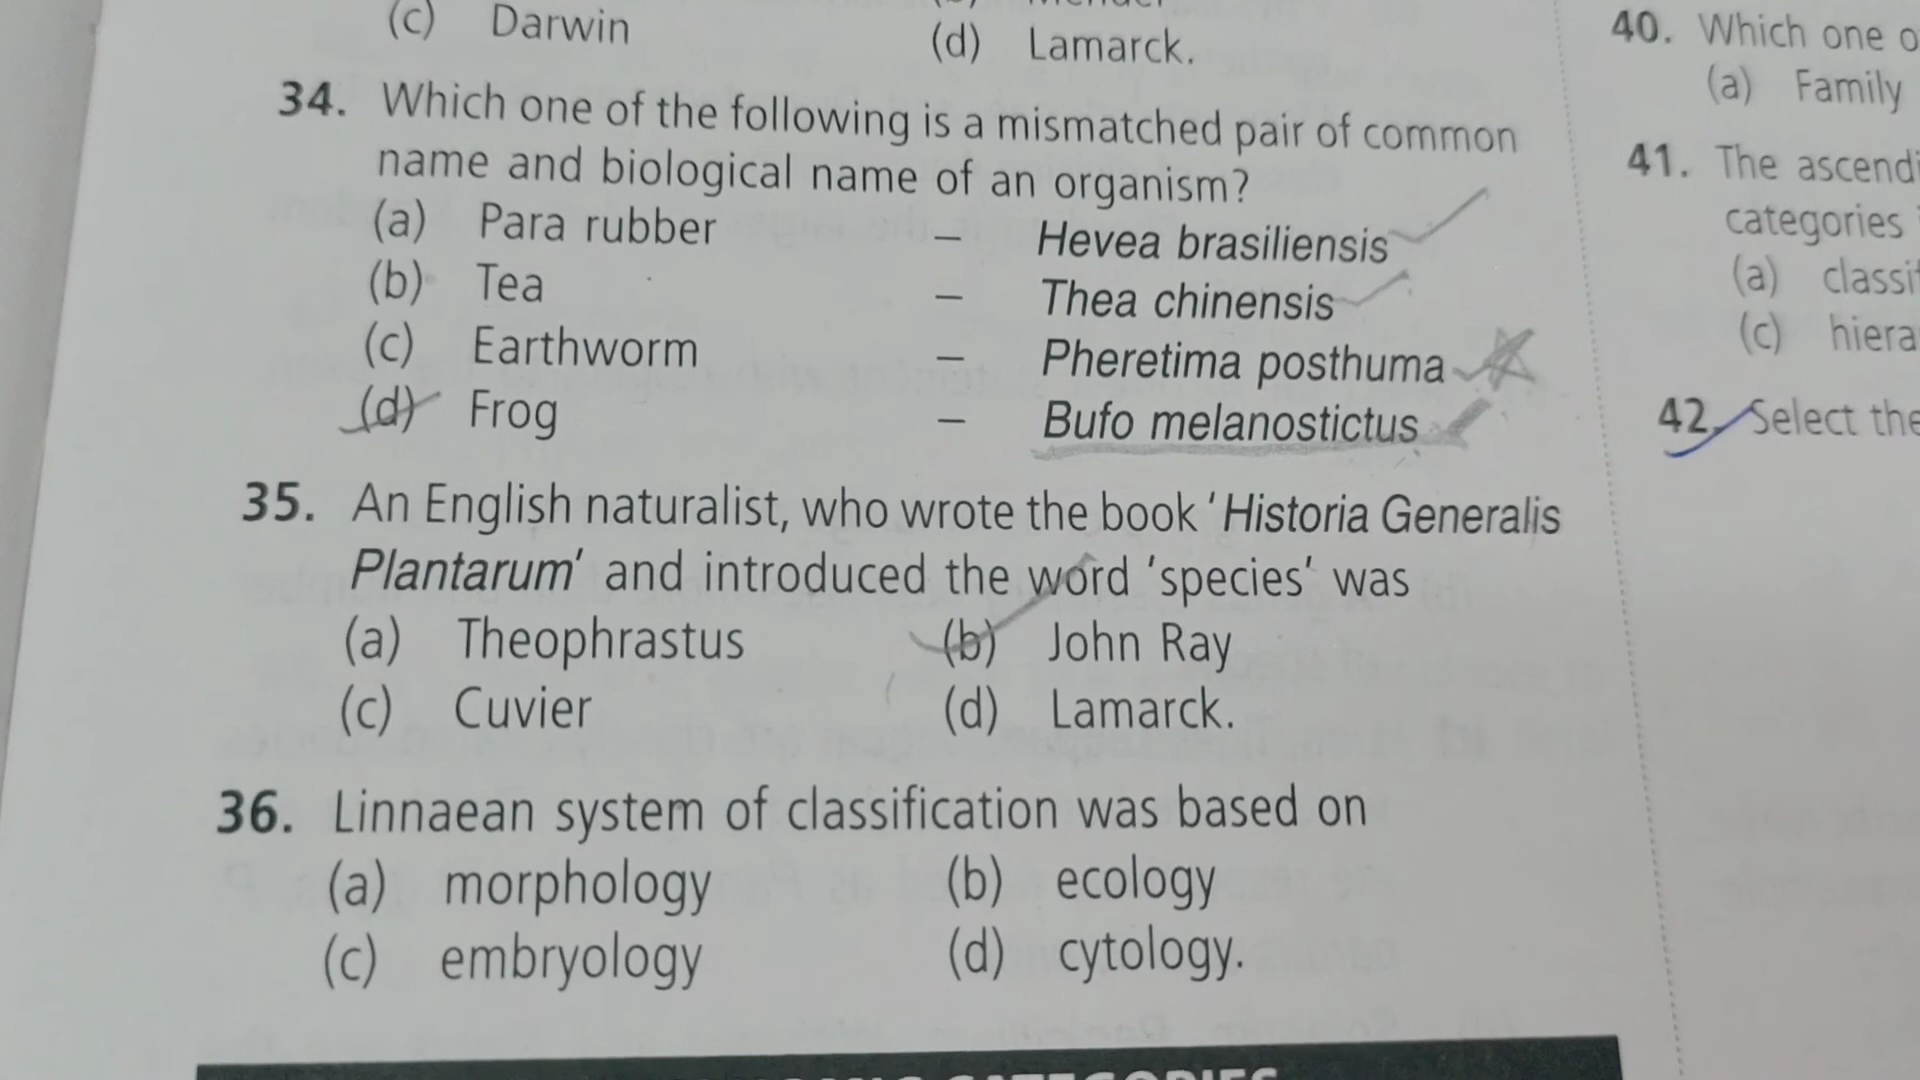 (c) Darwin
(d) Lamarck.
34. Which one of the following is a mismatched pair of common
name and biological name of an organism?
(a) Para rubber – Hevea brasiliensis
(b) Tea – Thea chinensis
(c) Earthworm – Pheretima posthuma
(d) Frog – Bufo melanostictus
35. An English naturalist, who wrote the book 'Historia Generalis
Plantarum' and introduced the word 'species' was
(a) Theophrastus (b) John Ray
(c) Cuvier (d) Lamarck.
36. Linnaean system of classification was based on
(a) morphology (b) ecology
(c) embryology (d) cytology.
40. Which one
(a) Family
41. The
categories
(a)
(c)
42. Select the